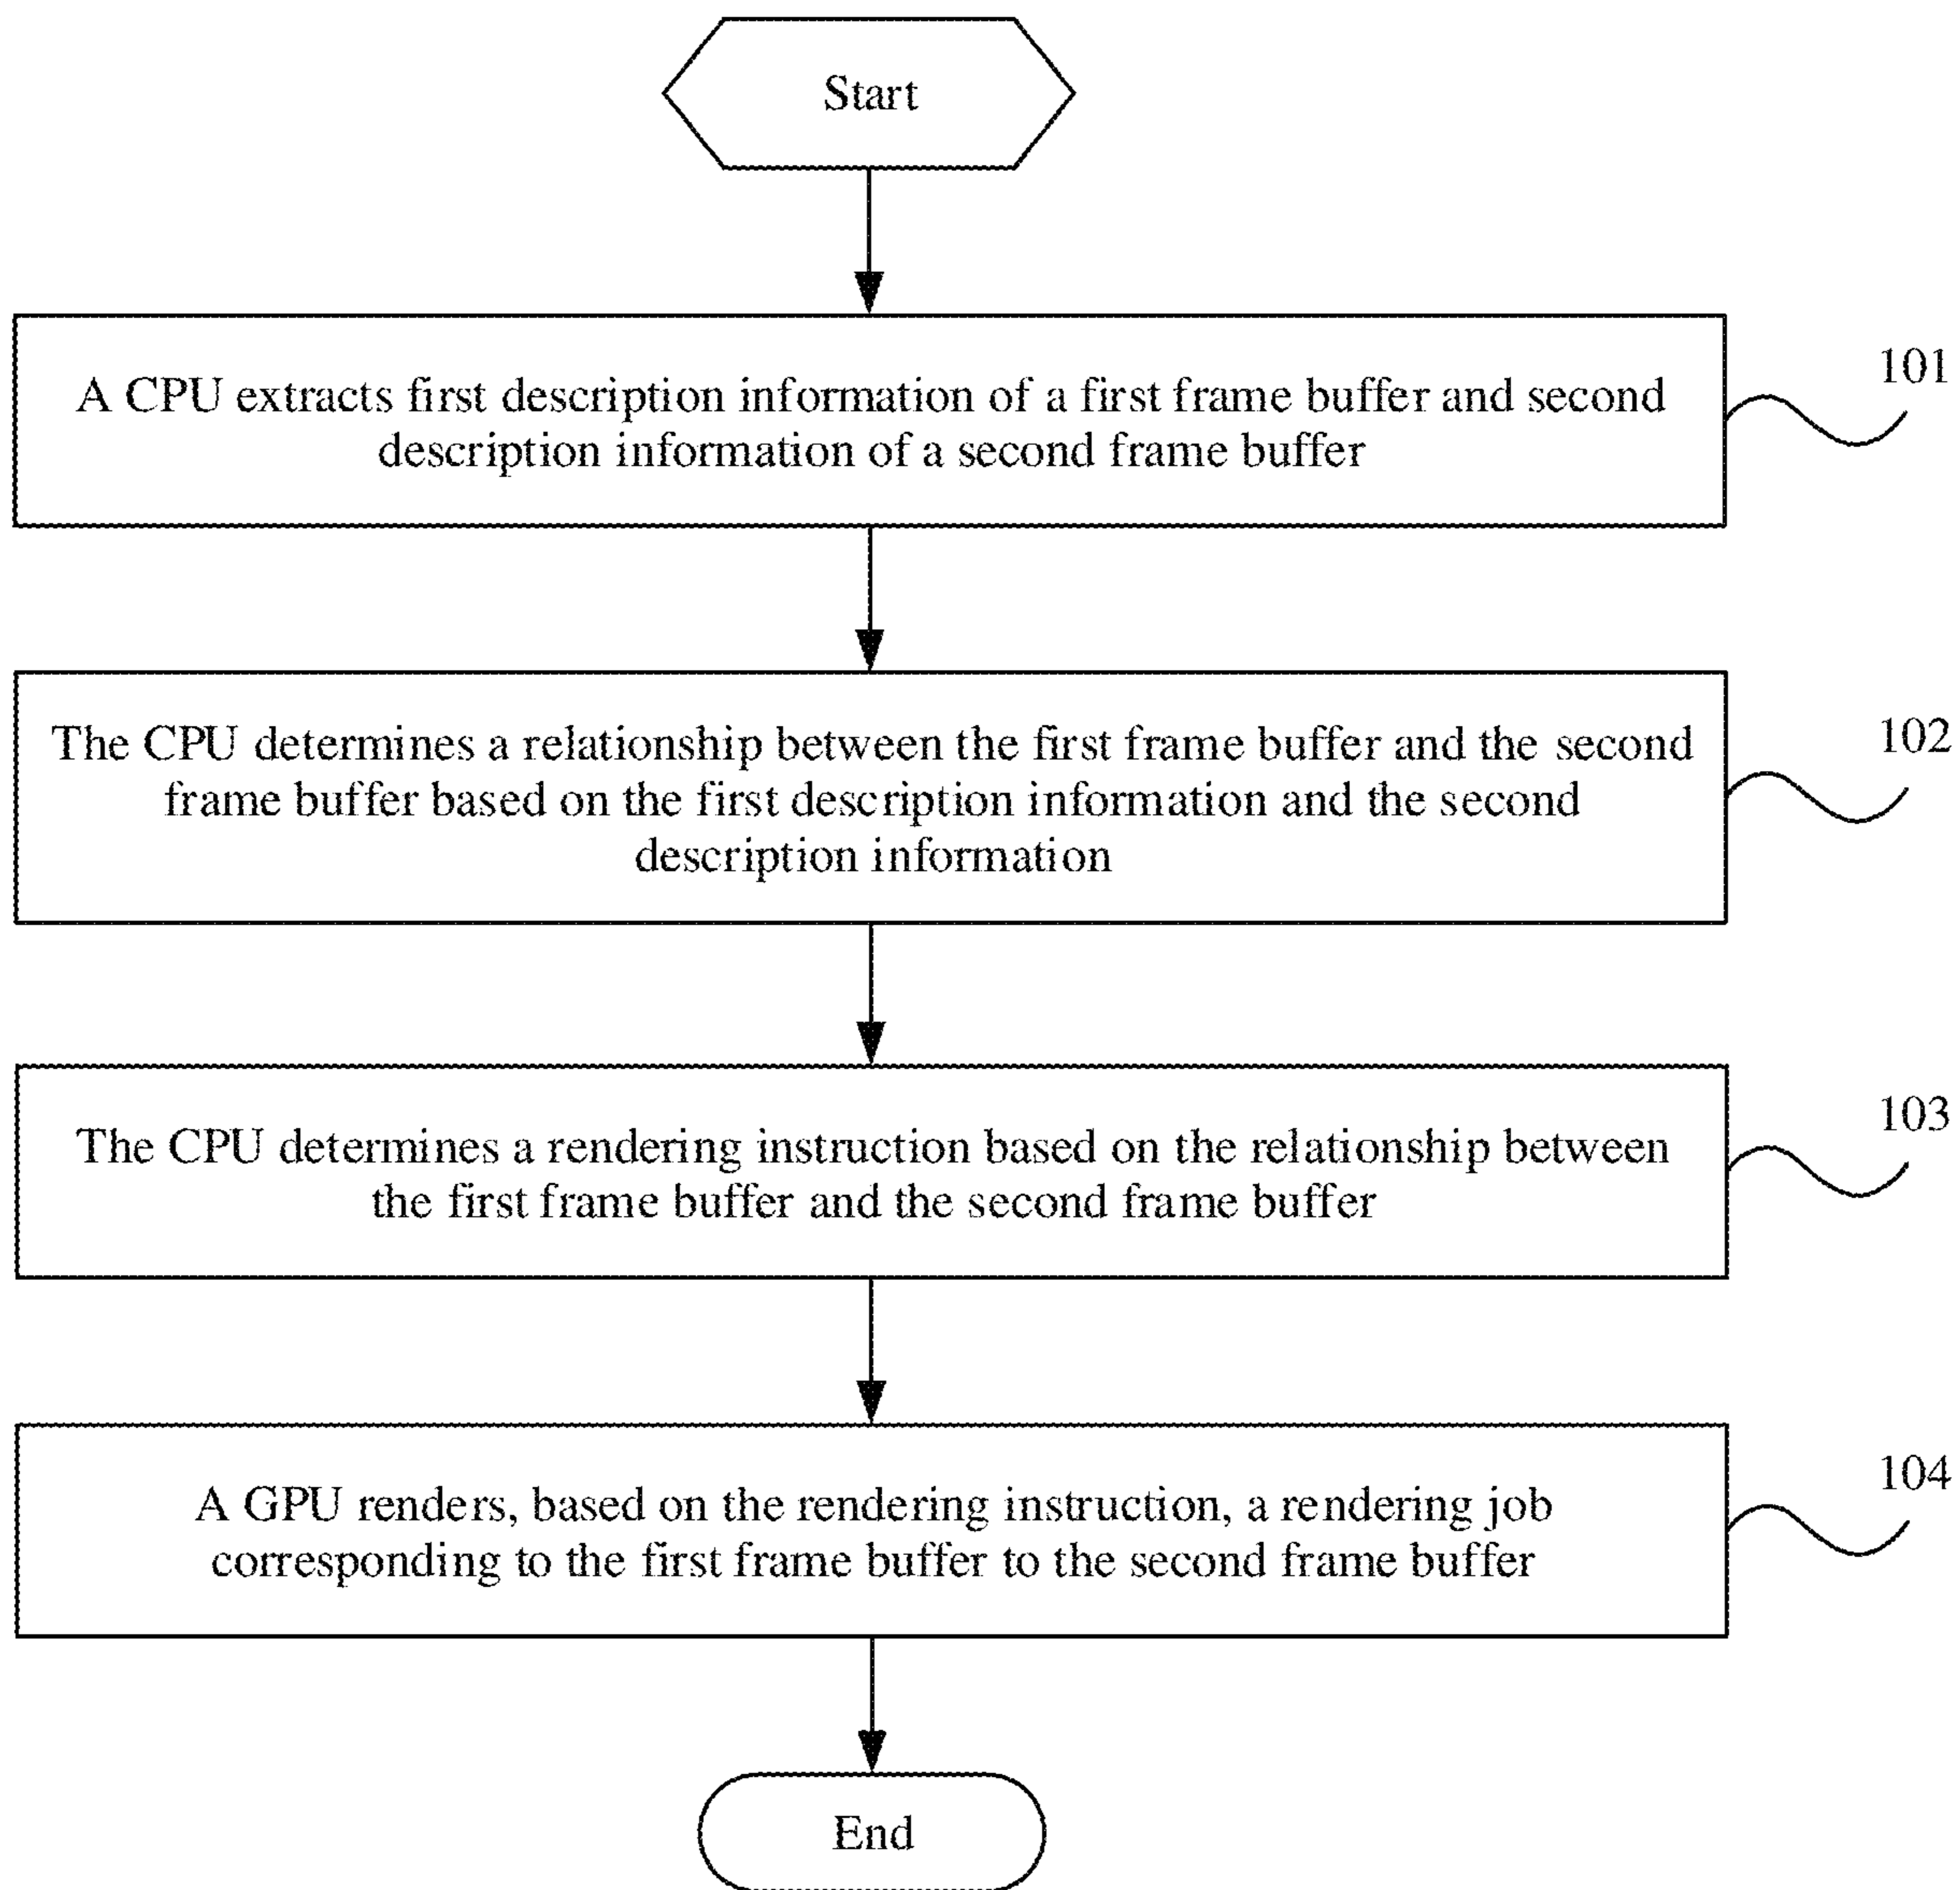 Start
A CPU extracts first description information of a first frame buffer and second
description information of a second frame buffer
101
The CPU determines a relationship between the first frame buffer and the second
frame buffer based on the first description information and the second
description information
102
The CPU determines a rendering instruction based on the relationship between
the first frame buffer and the second frame buffer
103
A GPU renders, based on the rendering instruction, a rendering job
corresponding to the first frame buffer to the second frame buffer
104
End